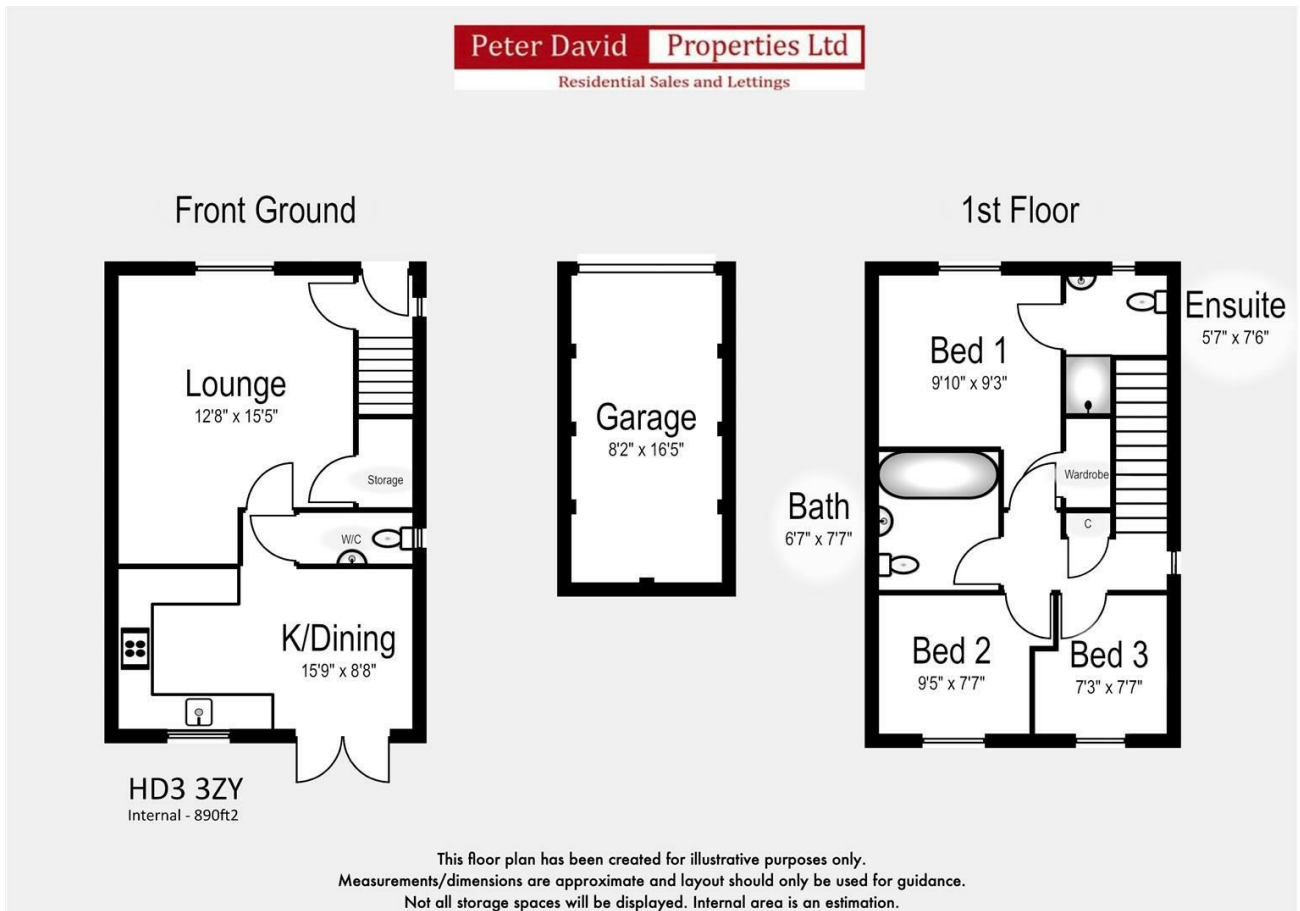 Peter David Properties Ltd
Residential Sales and Lettings
Front Ground
1st Floor
Lounge
12'8" x 15'5"
Storage
W/C
K/Dining
15'9" x 8'8"
Garage
8'2" x 16'5"
Bed 1
9'10" x 9'3"
Ensuite
5'7" x 7'6"
Wardrobe
Bath
6'7" x 7'7"
C
Bed 2
9'5" x 7'7"
Bed 3
7'3" x 7'7"
HD3 3ZY
Internal - 890ft2
This floor plan has been created for illustrative purposes only.
Measurements/dimensions are approximate and layout should only be used for guidance.
Not all storage spaces will be displayed. Internal area is an estimation.